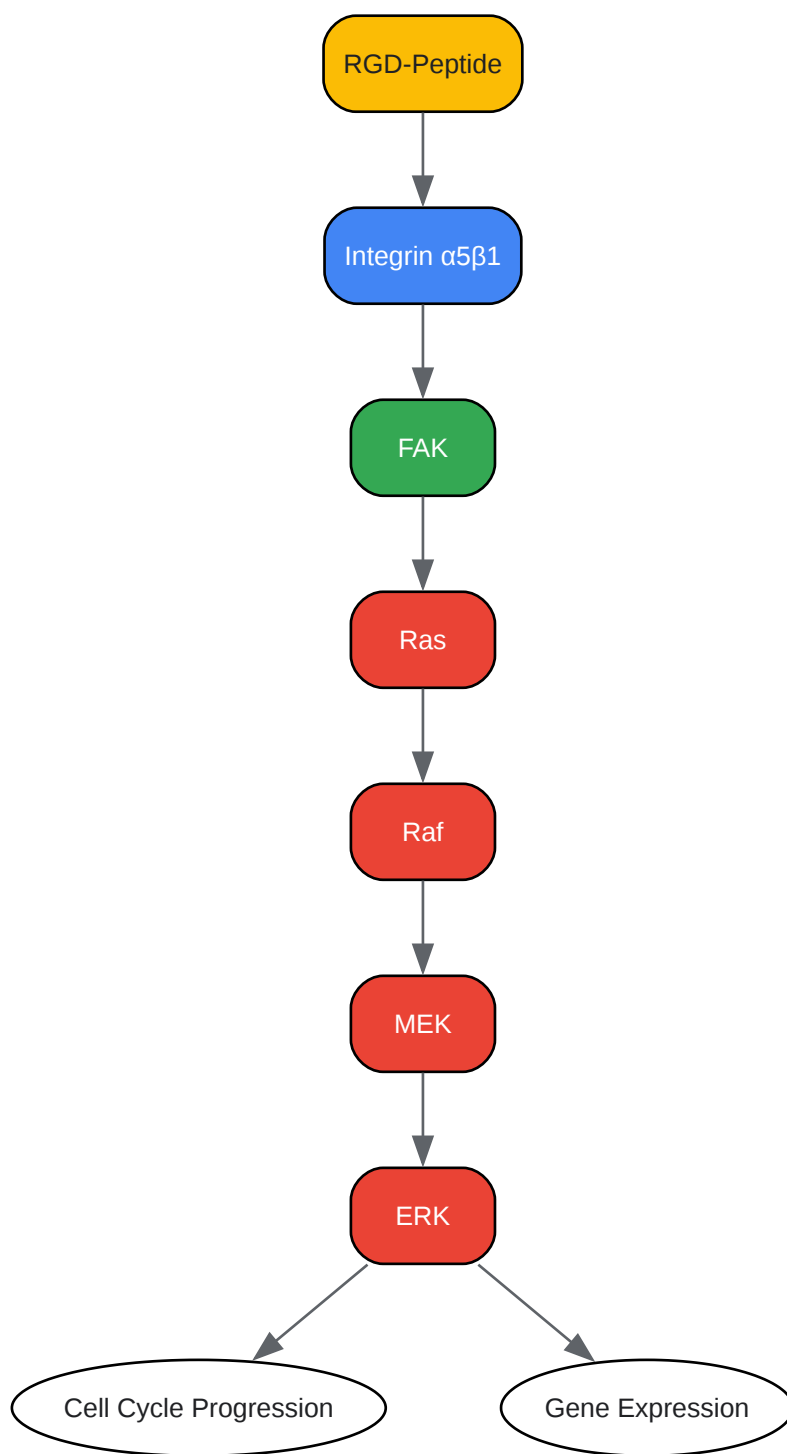 RGD-Peptide
Integrin α5β1
FAK
Ras
Raf
MEK
ERK
Cell Cycle Progression
Gene Expression